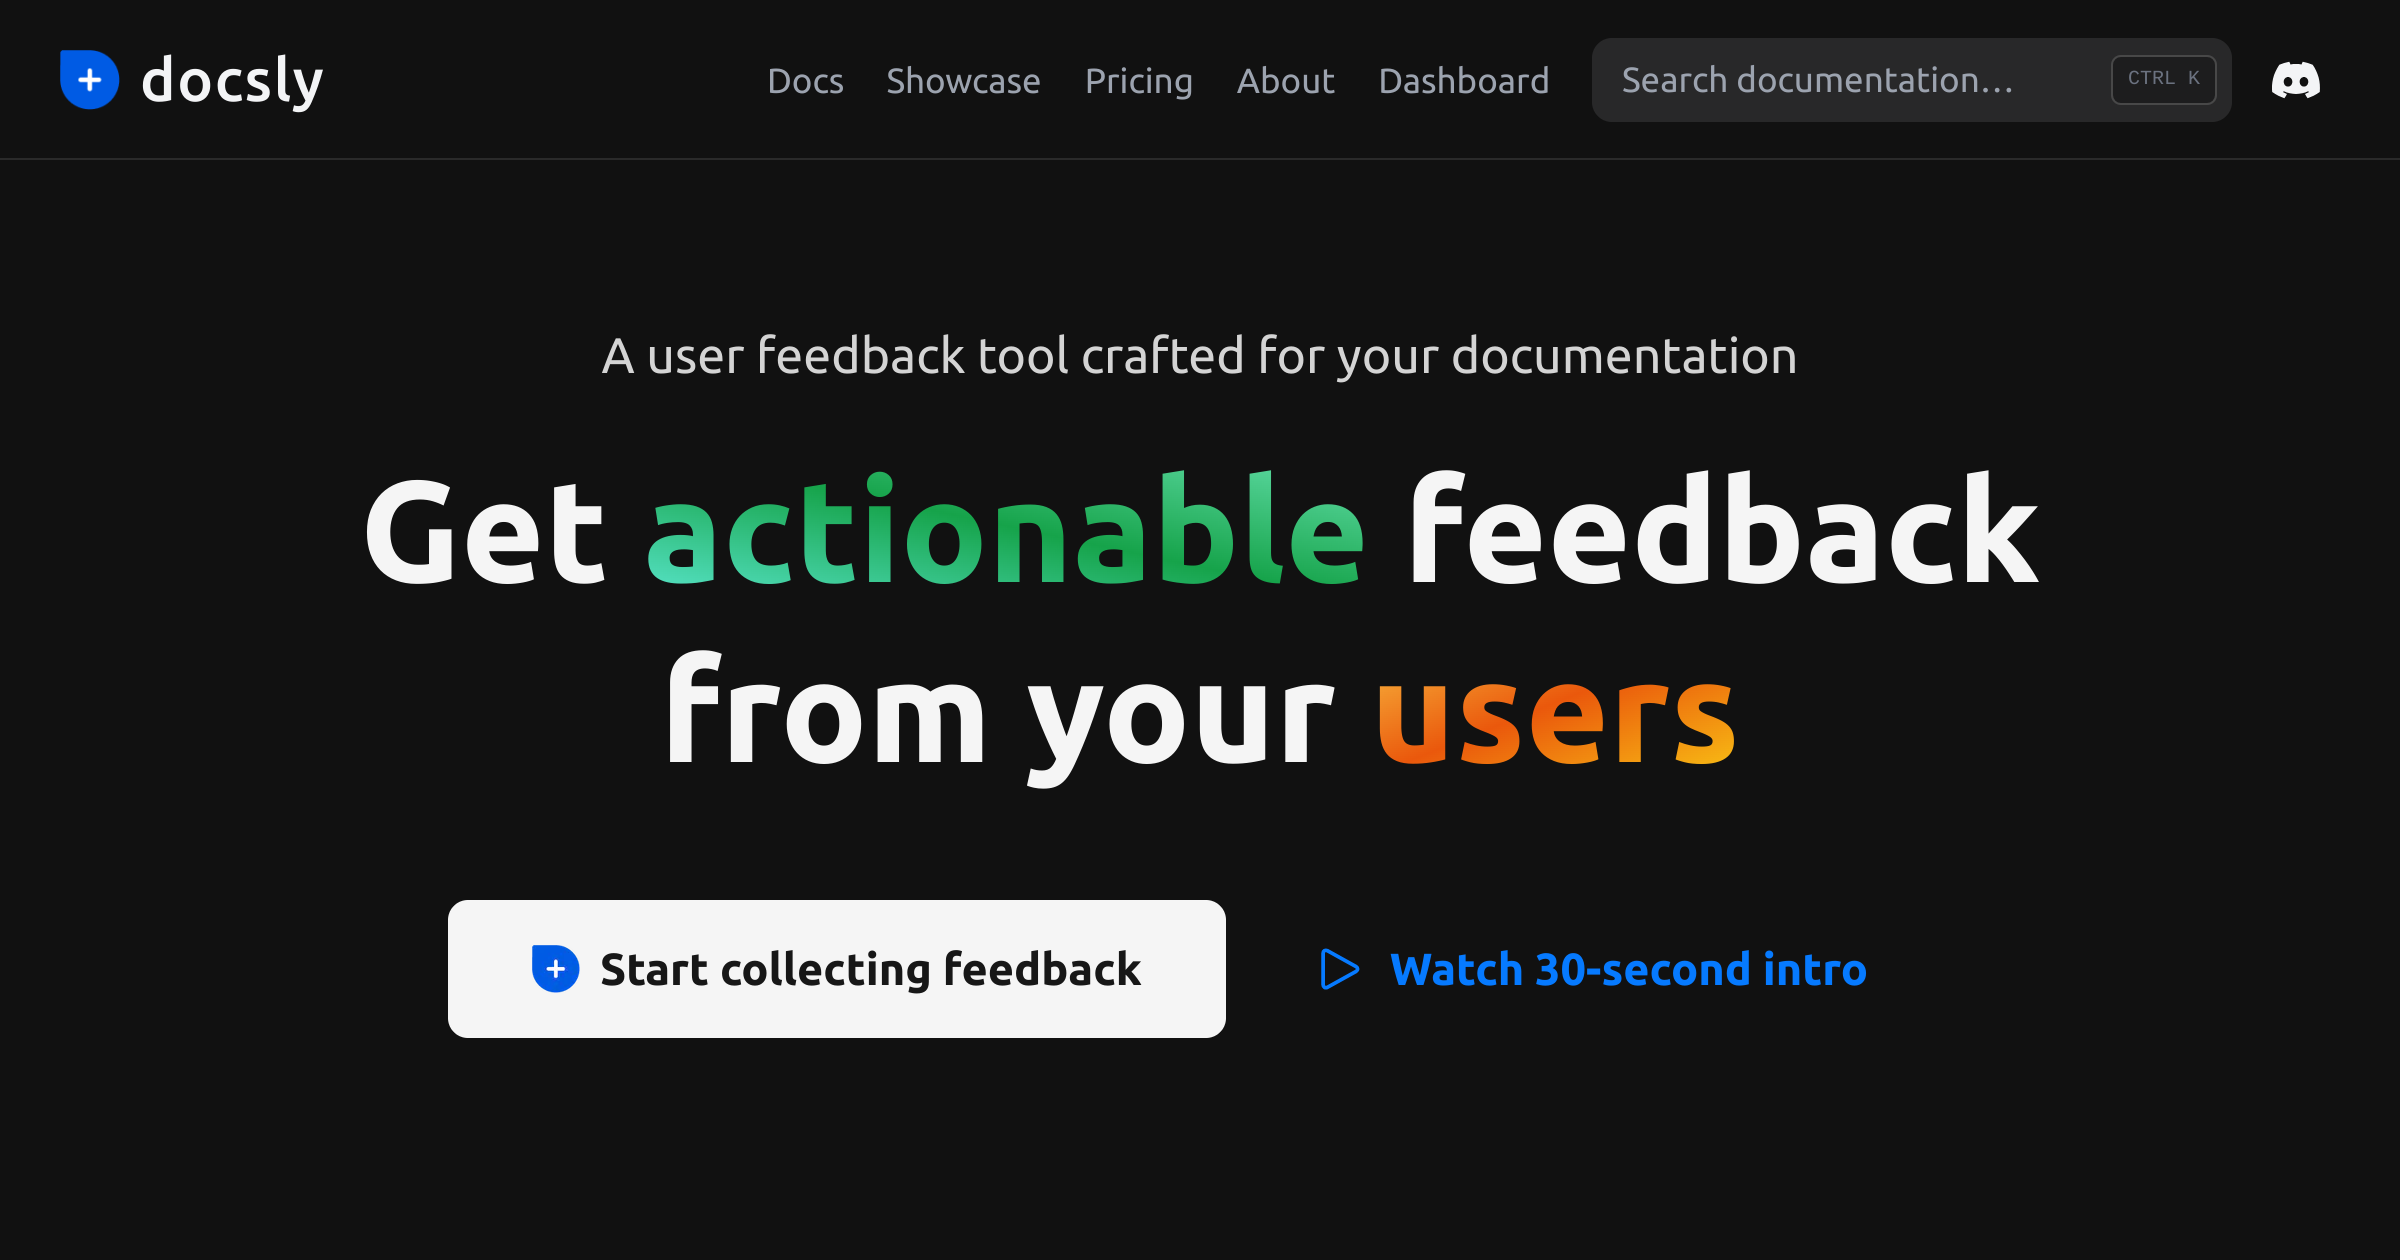 docsly
Docs Showcase Pricing About Dashboard Search documentation… CTRL K
A user feedback tool crafted for your documentation
Get actionable feedback
from your users
Start collecting feedback
Watch 30-second intro